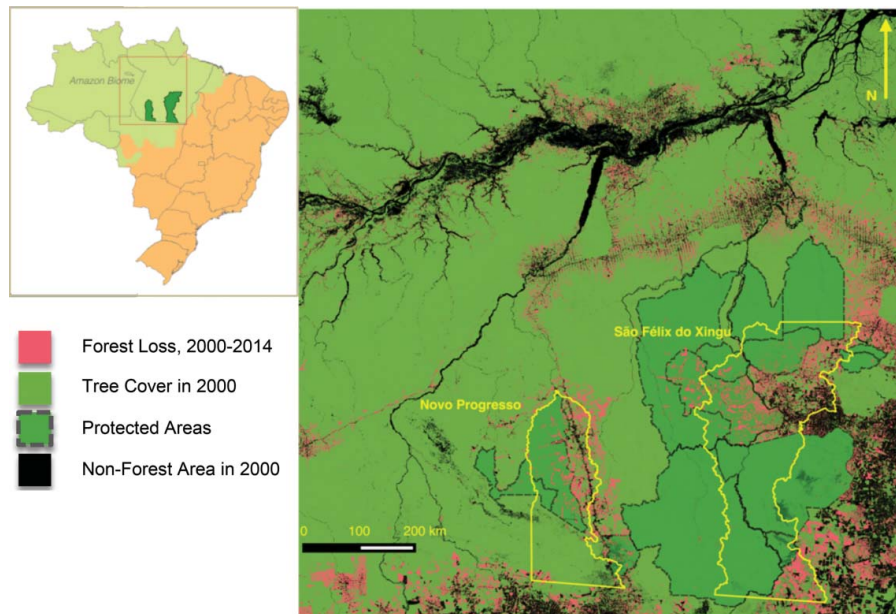 Amazon Biome
N
São Félix do Xingu
Novo Progresso
0 100 200 km
Forest Loss, 2000-2014
Tree Cover in 2000
Protected Areas
Non-Forest Area in 2000